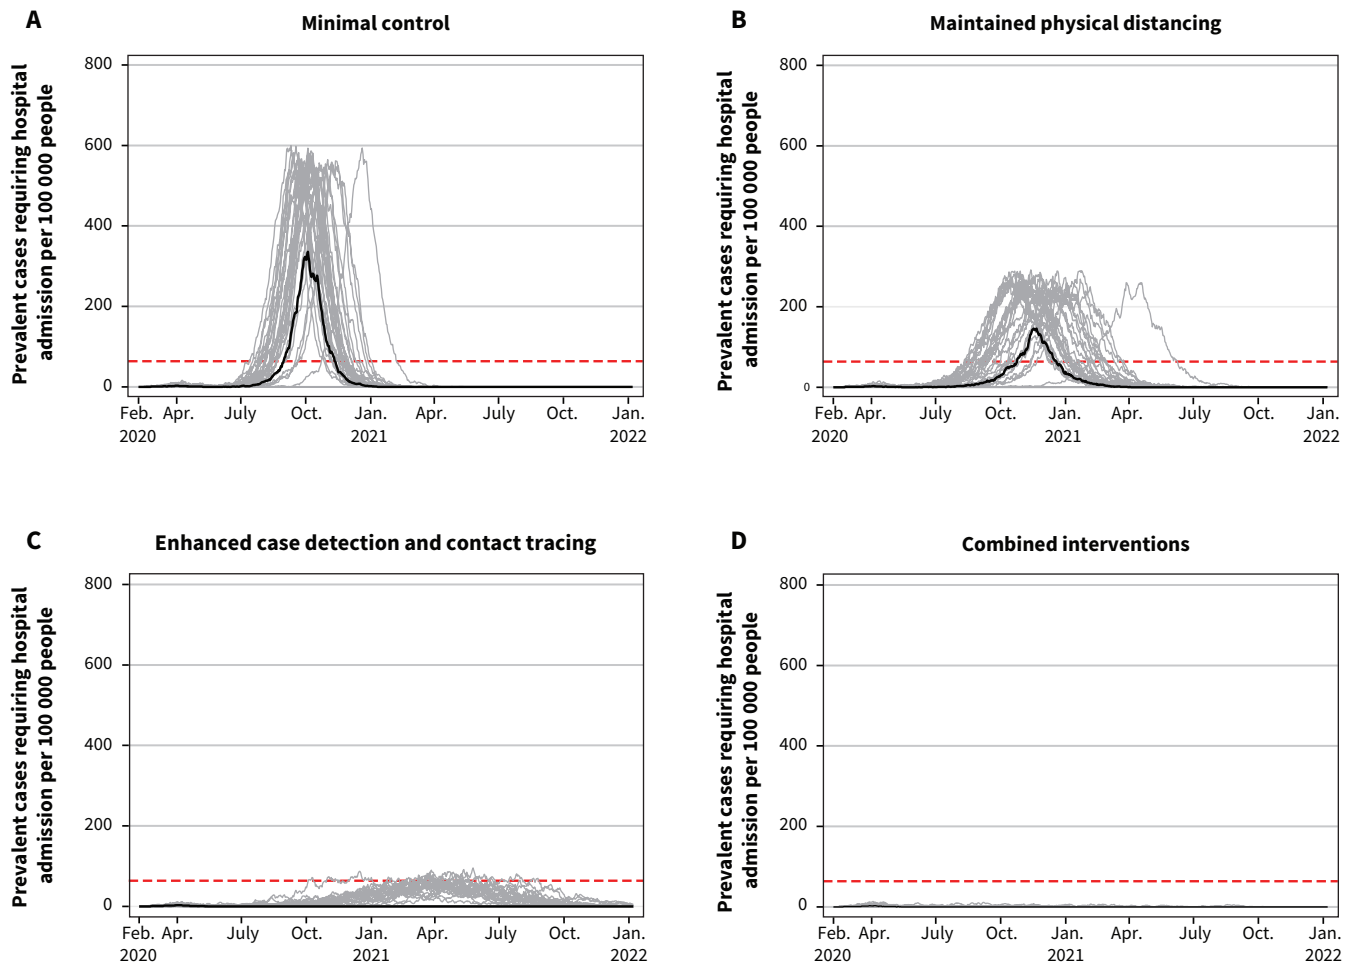 A
Minimal control
Prevalent cases requiring hospital
admission per 100 000 people
800
600
400
200
0
Feb. Apr. July Oct. Jan. Apr. July Oct. Jan.
2020 2021 2022
B
Maintained physical distancing
Prevalent cases requiring hospital
admission per 100 000 people
800
600
400
200
0
Feb. Apr. July Oct. Jan. Apr. July Oct. Jan.
2020 2021 2022
C
Enhanced case detection and contact tracing
Prevalent cases requiring hospital
admission per 100 000 people
800
600
400
200
0
Feb. Apr. July Oct. Jan. Apr. July Oct. Jan.
2020 2021 2022
D
Combined interventions
Prevalent cases requiring hospital
admission per 100 000 people
800
600
400
200
0
Feb. Apr. July Oct. Jan. Apr. July Oct. Jan.
2020 2021 2022